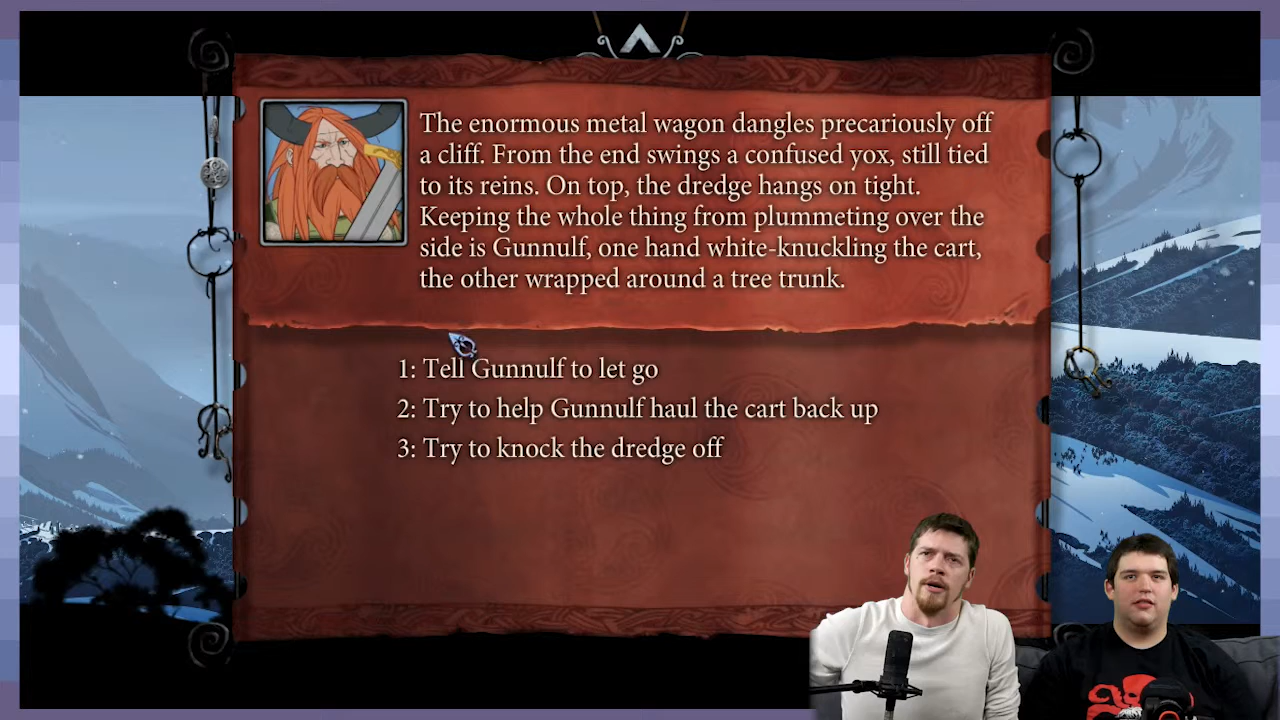 The enormous metal wagon dangles precariously off
a cliff. From the end swings a confused yox, still tied
to its reins. On top, the dredge hangs on tight.
Keeping the whole thing from plummeting over the
side is Gunnulf, one hand white-knuckling the cart,
the other wrapped around a tree trunk.
1: Tell Gunnulf to let go
2: Try to help Gunnulf haul the cart back up
3: Try to knock the dredge off